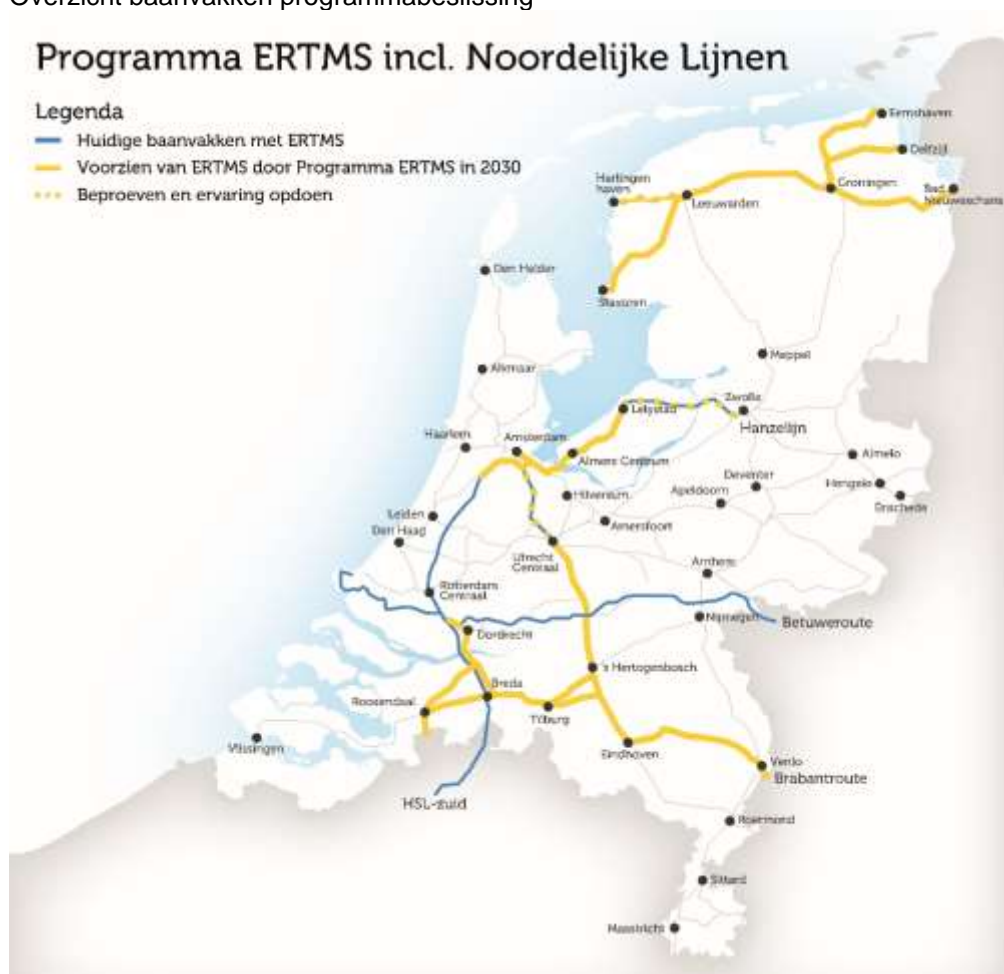 Overzicht baanvakken programmabeslissing
Programma ERTMS incl. Noordelijke Lijnen
Legenda
Huidige baanvakken met ERTMS
Voorzien van ERTMS door Programma ERTMS in 2030
Beproeven en ervaring opdoen
Eemshaven
Delfzijl
Harlingen
haven
Groningen
Bad
Nieuweschans
Leeuwarden
Den Helder
Stavoren
Meppel
Alkmaar
Lelystad
Zwolle
Hanzelijn
Haarlem
Amsterdam
Almere Centrum
Almelo
Deventer
Hengelo
Apeldoorn
Enschede
Hilversum
Leiden
Amersfoort
Den Haag
Utrecht
Centraal
Arnhem
Rotterdam
Centraal
Nijmegen
Betuweroute
Dordrecht
's Hertogenbosch
Breda
Roosendaal
Tilburg
Vlissingen
Eindhoven
Venlo
Brabantroute
HSL-zuid
Roermond
Sittard
Maastricht